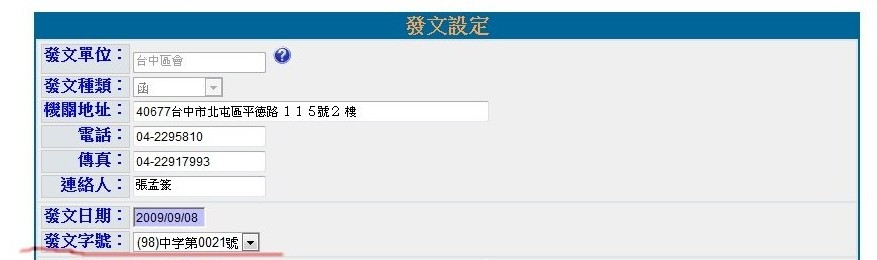 發文設定
發文單位：台中區會
發文種類：函
機關地址：40677台中市北屯區平德路１１５號２樓
電話：04-2295810
傳真：04-22917993
連絡人：張孟簽
發文日期：2009/09/08
發文字號：(98)中字第0021號